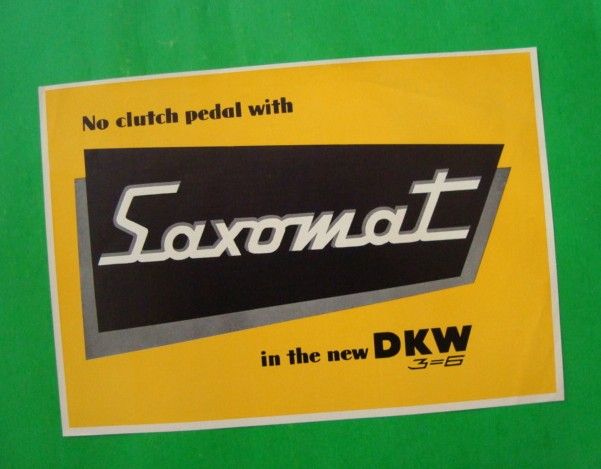 No clutch pedal with
Saxomat
in the new DKW
3=6